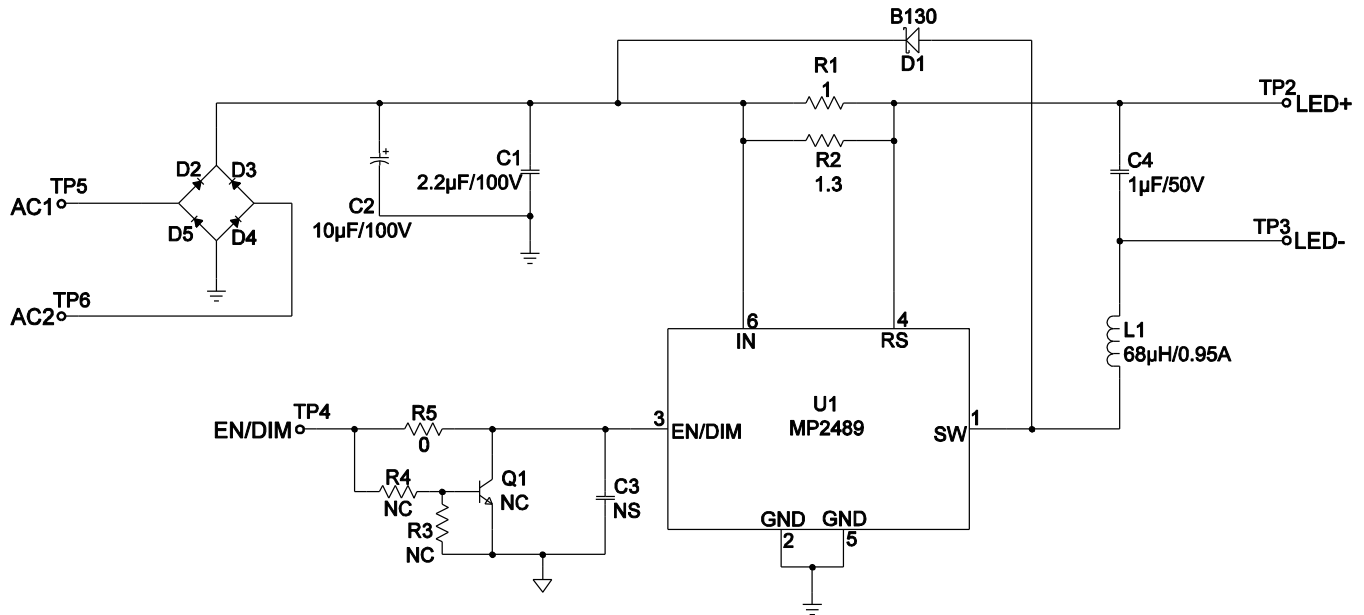 B130
D1
R1
1
TP2
LED+
R2
1.3
D2
D3
TP5
AC1
D5
D4
C1
2.2µF/100V
C2
10µF/100V
C4
1µF/50V
TP3
LED-
TP6
AC2
6
IN
4
RS
L1
68µH/0.95A
U1
MP2489
TP4
EN/DIM
R5
0
3
EN/DIM
1
SW
R4
NC
Q1
NC
C3
NS
R3
NC
GND
GND
2
5